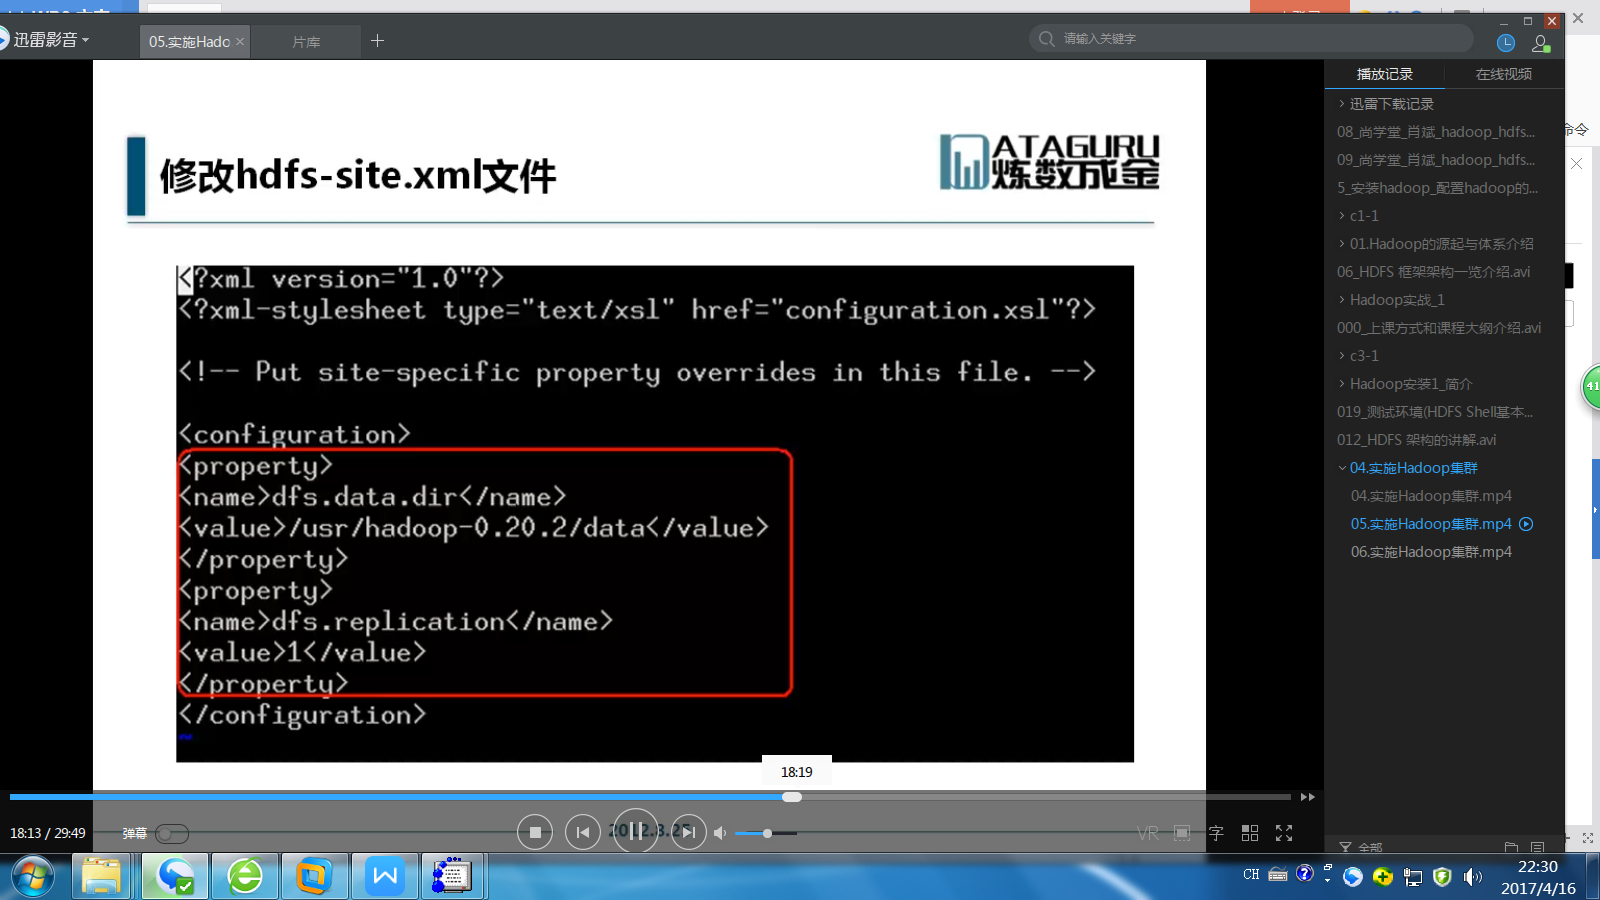 迅雷影音
05.实施Hado
片库
请输入关键字
播放记录
在线视频
修改hdfs-site.xml文件
ATAGURU
炼数成金
<?xml version="1.0"?>
<?xml-stylesheet type="text/xsl" href="configuration.xsl"?>
<!-- Put site-specific property overrides in this file. -->
<configuration>
<property>
<name>dfs.data.dir</name>
<value>/usr/hadoop-0.20.2/data</value>
</property>
<property>
<name>dfs.replication</name>
<value>1</value>
</property>
</configuration>
迅雷下载记录
08_尚学堂_肖斌_hadoop_hdfs...
09_尚学堂_肖斌_hadoop_hdfs...
5_安装hadoop_配置hadoop的...
c1-1
01.Hadoop的源起与体系介绍
06_HDFS 框架架构一览介绍.avi
Hadoop实战_1
000_上课方式和课程大纲介绍.avi
c3-1
Hadoop安装1_简介
019_测试环境(HDFS Shell基本...
012_HDFS 架构的讲解.avi
04.实施Hadoop集群
04.实施Hadoop集群.mp4
05.实施Hadoop集群.mp4
06.实施Hadoop集群.mp4
命令
41
18:19
18:13 / 29:49
弹幕
2012.8.25
VR
字
全部
CH
22:30
2017/4/16